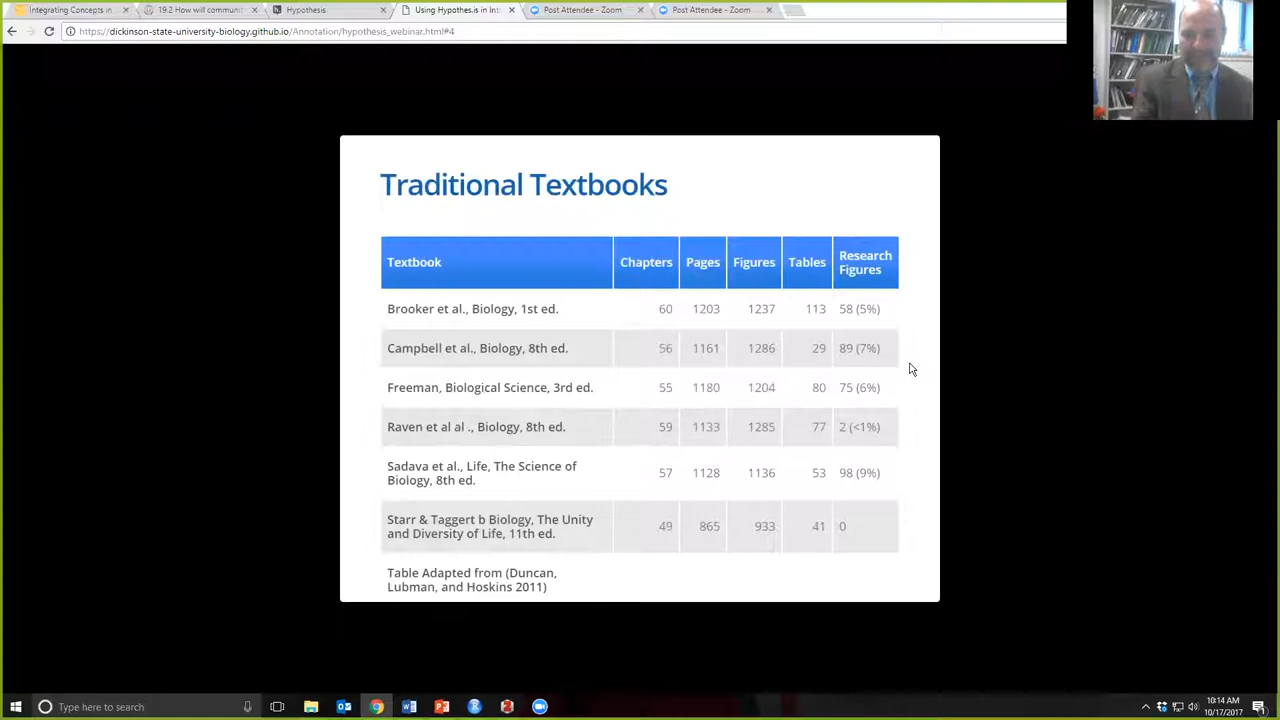 Integrating Concepts in
19.2 How will communi
Hypothesis
Using Hypothes.is in Int
Post Attendee - Zoom
Post Attendee - Zoom
https://dickinson-state-university-biology.github.io/Annotation/hypothesis_webinar.html#4
Traditional Textbooks
Textbook Chapters Pages Figures Tables Research
Figures
Brooker et al., Biology, 1st ed. 60 1203 1237 113 58 (5%)
Campbell et al., Biology, 8th ed. 56 1161 1286 29 89 (7%)
Freeman, Biological Science, 3rd ed. 55 1180 1204 80 75 (6%)
Raven et al al ., Biology, 8th ed. 59 1133 1285 77 2 (<1%)
Sadava et al., Life, The Science of
Biology, 8th ed. 57 1128 1136 53 98 (9%)
Starr & Taggert b Biology, The Unity
and Diversity of Life, 11th ed. 49 865 933 41 0
Table Adapted from (Duncan,
Lubman, and Hoskins 2011)
Type here to search
10:14 AM
10/17/2017